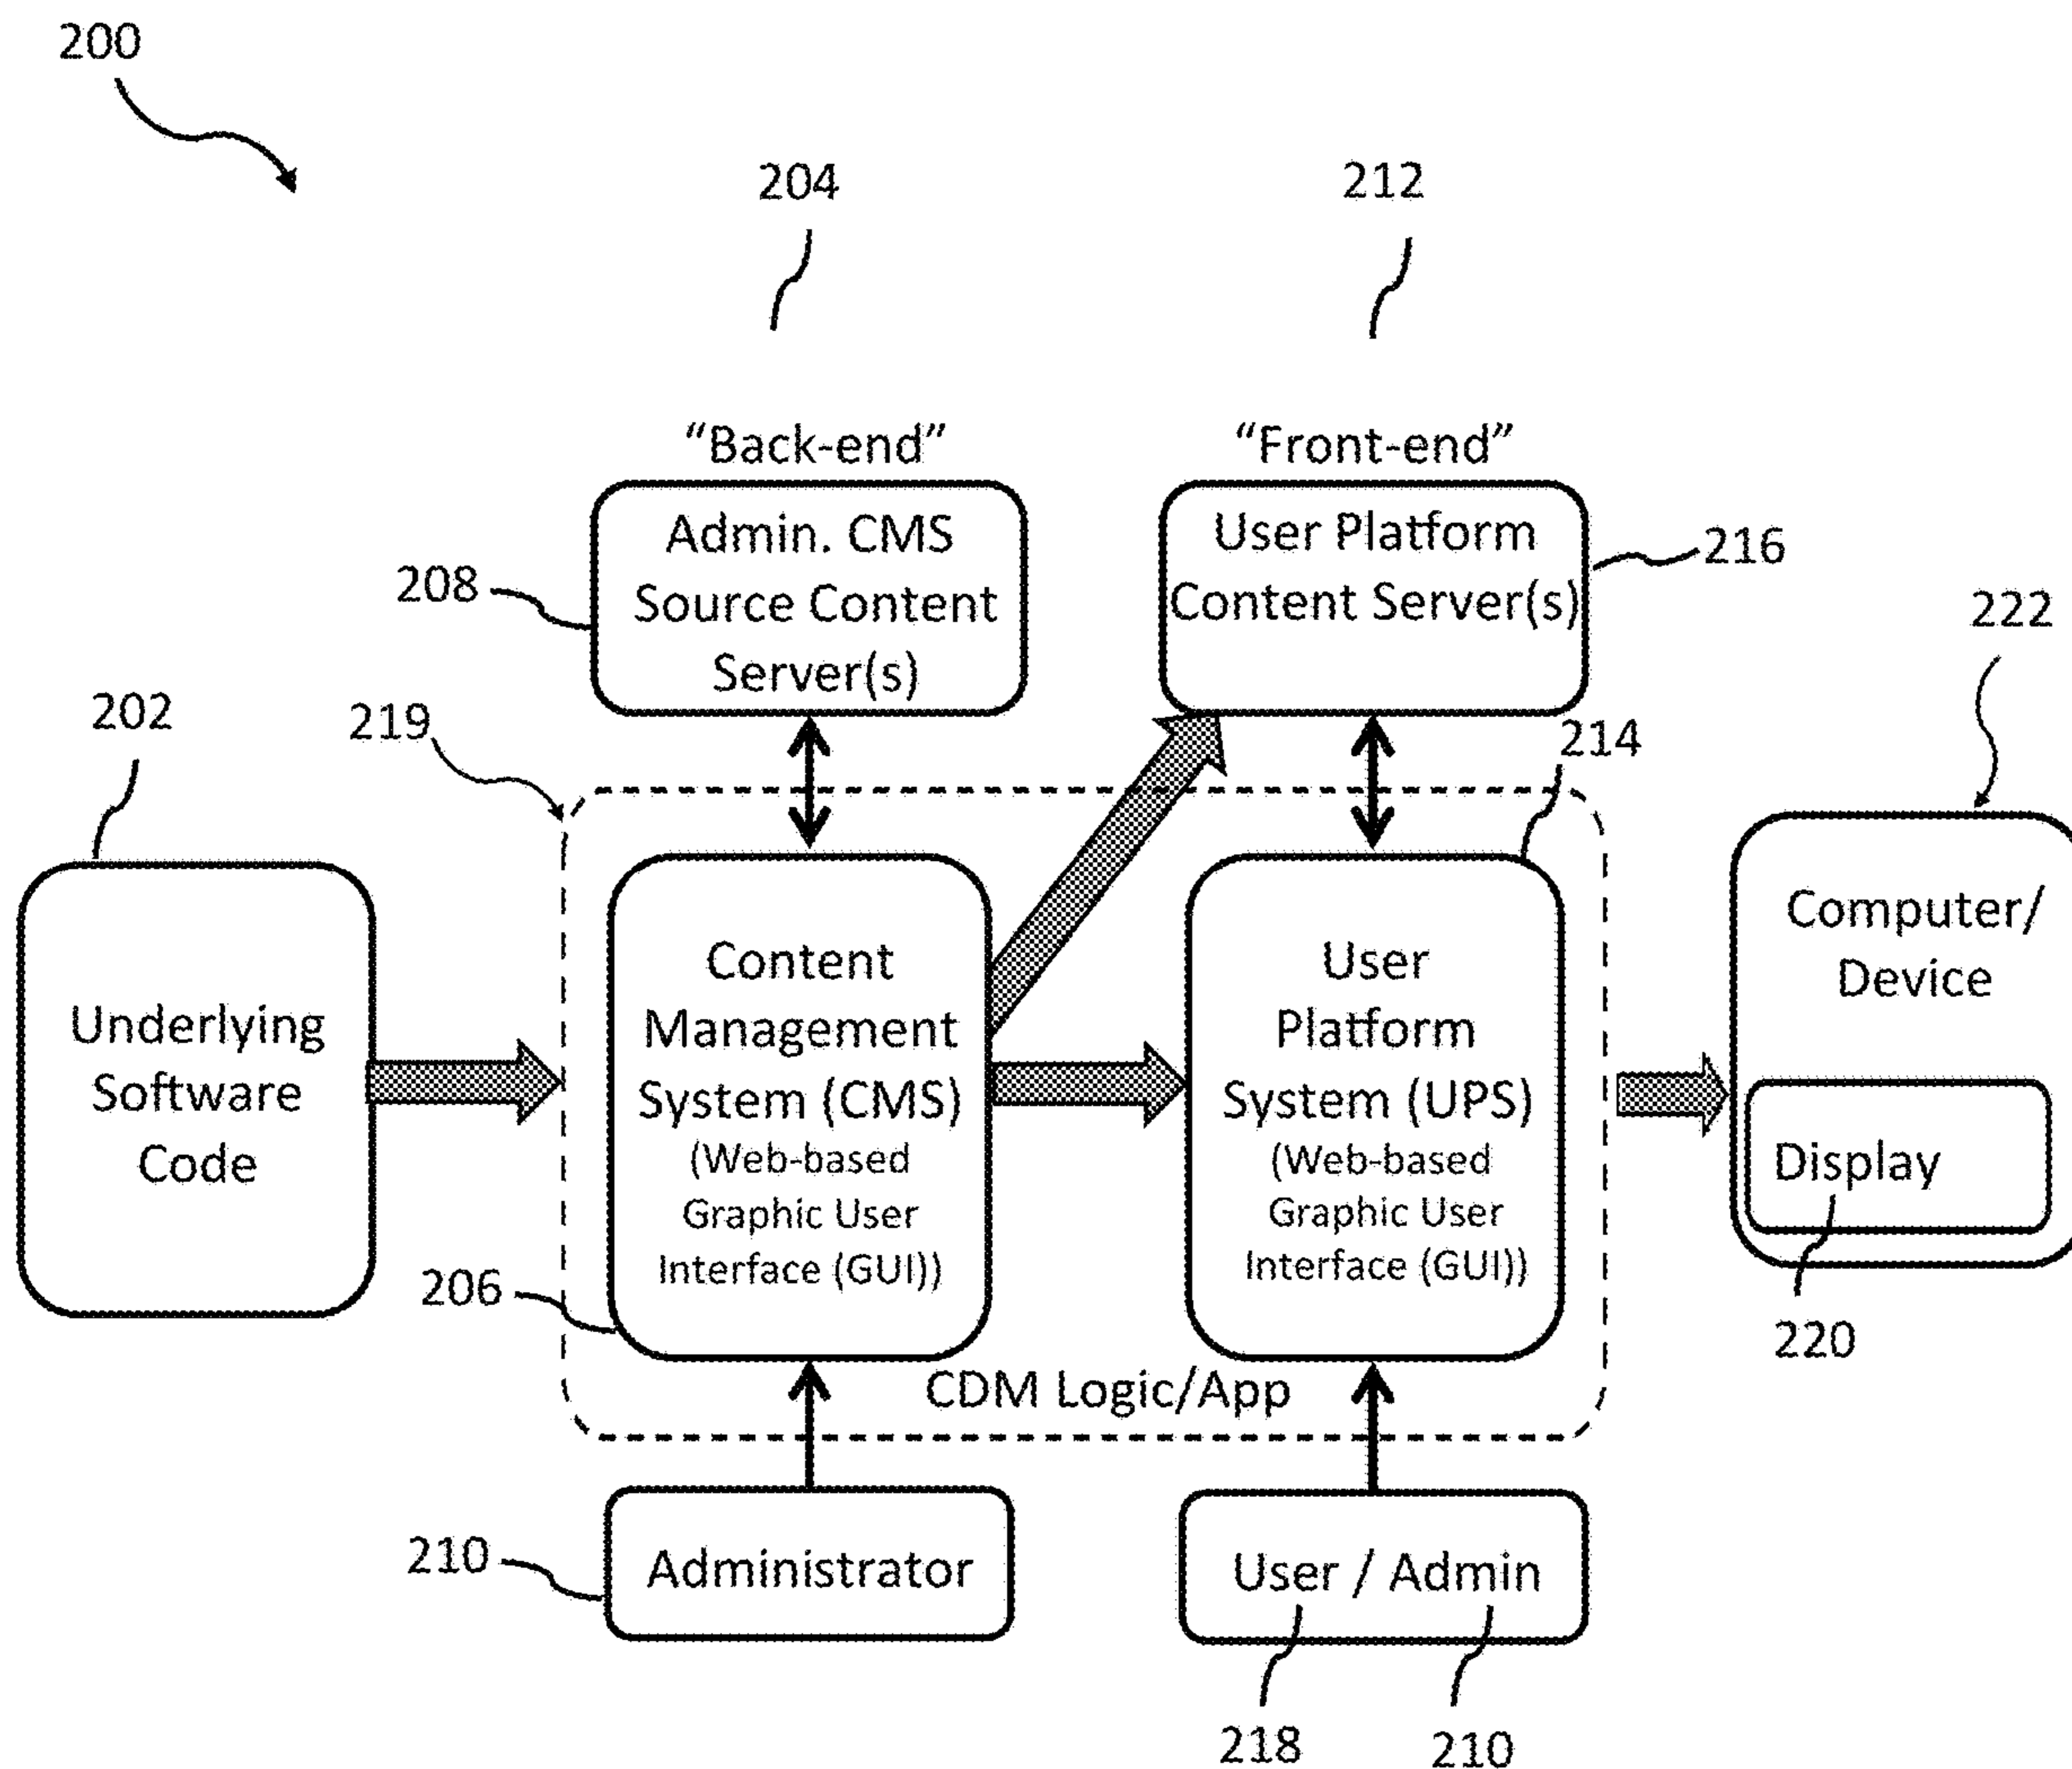 200
204
212
"Back-end"
"Front-end"
208
Admin. CMS
Source Content
Server(s)
User Platform
Content Server(s)
216
222
202
219
214
Underlying
Software
Code
Content
Management
System (CMS)
(Web-based
Graphic User
Interface (GUI))
User
Platform
System (UPS)
(Web-based
Graphic User
Interface (GUI))
Computer/
Device
Display
206
220
CDM Logic/App
210
Administrator
User / Admin
218
210